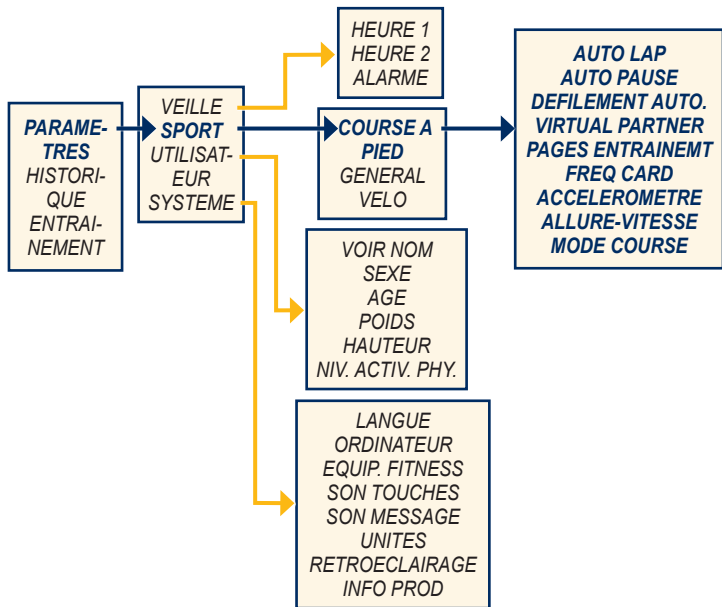 PARAME-
TRES
HISTORI-
QUE
ENTRAI-
NEMENT
VEILLE
SPORT
UTILISAT-
EUR
SYSTEME
HEURE 1
HEURE 2
ALARME
COURSE A
PIED
GENERAL
VELO
AUTO LAP
AUTO PAUSE
DEFILEMENT AUTO.
VIRTUAL PARTNER
PAGES ENTRAINEMT
FREQ CARD
ACCELEROMETRE
ALLURE-VITESSE
MODE COURSE
VOIR NOM
SEXE
AGE
POIDS
HAUTEUR
NIV. ACTIV. PHY.
LANGUE
ORDINATEUR
EQUIP. FITNESS
SON TOUCHES
SON MESSAGE
UNITES
RETROECLAIRAGE
INFO PROD